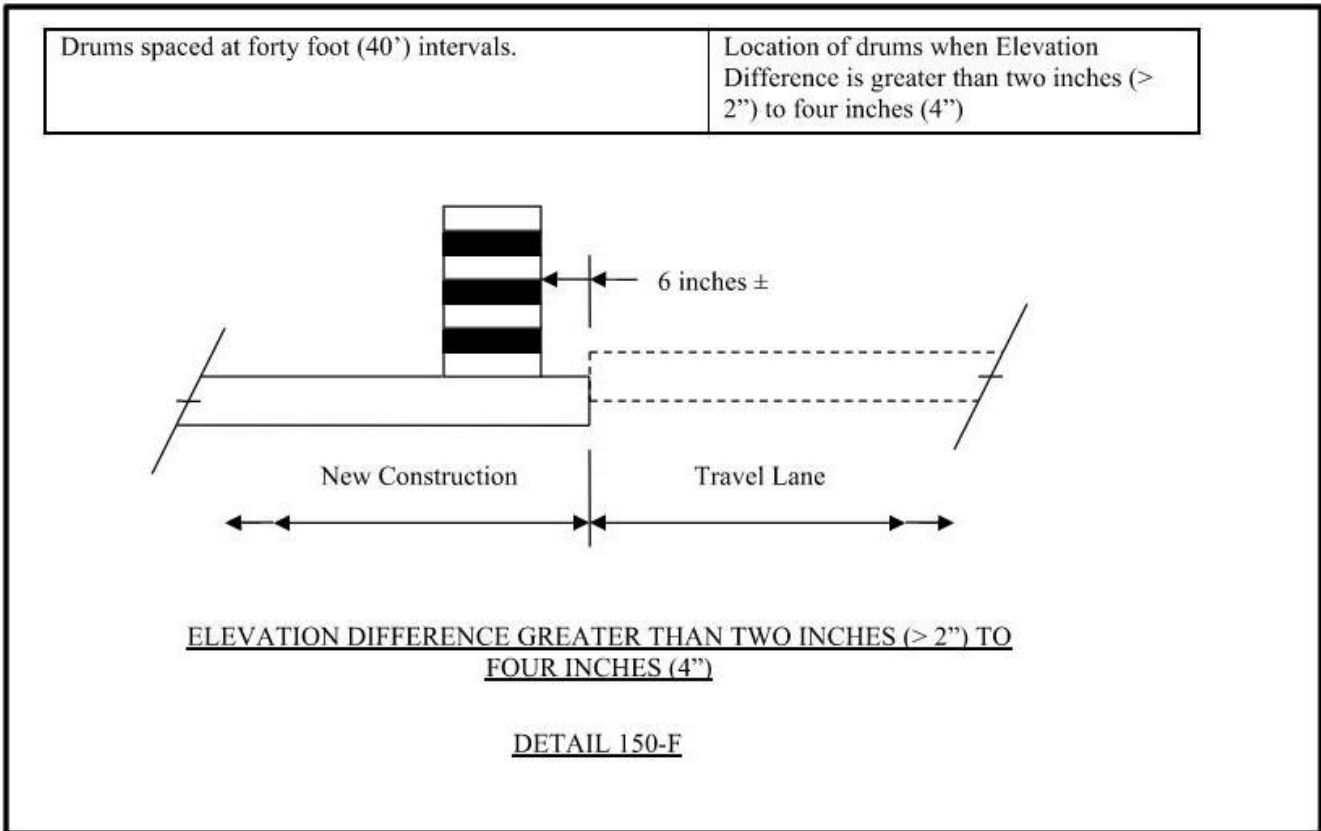 Drums spaced at forty foot (40’) intervals.
Location of drums when Elevation
Difference is greater than two inches (>
2”) to four inches (4”)
6 inches ±
New Construction
Travel Lane
ELEVATION DIFFERENCE GREATER THAN TWO INCHES (> 2”) TO
FOUR INCHES (4”)
DETAIL 150-F